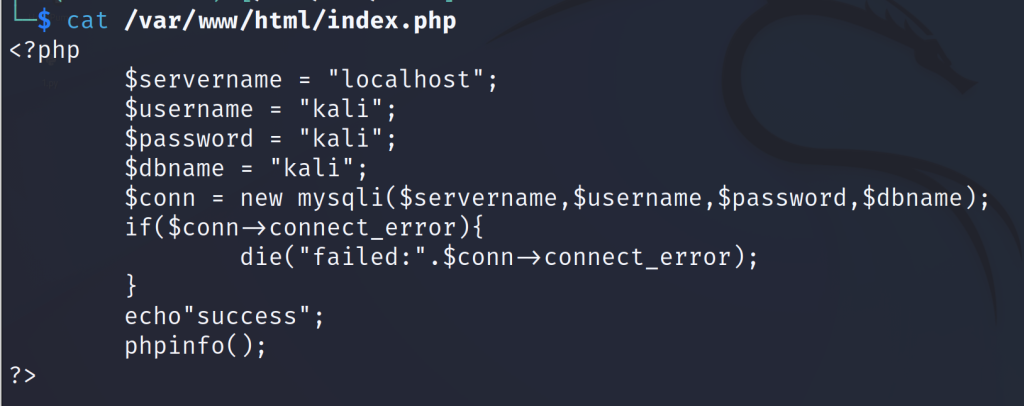 └─$ cat /var/www/html/index.php
<?php
        $servername = "localhost";
        $username = "kali";
        $password = "kali";
        $dbname = "kali";
        $conn = new mysqli($servername,$username,$password,$dbname);
        if($conn->connect_error){
                die("failed:".$conn->connect_error);
        }
        echo"success";
        phpinfo();
?>